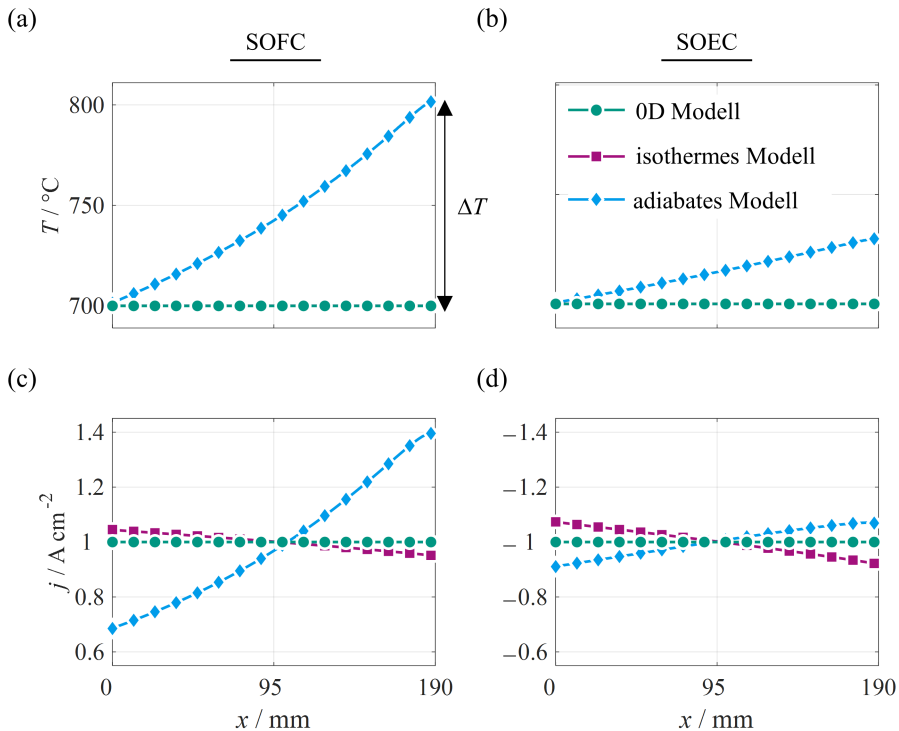 (a)
SOFC
(b)
SOEC
T / °C
800
750
700
ΔT
0D Modell
isothermes Modell
adiabates Modell
(c)
(d)
j / A cm-2
1.4
1.2
1
0.8
0.6
−1.4
−1.2
−1
−0.8
−0.6
0
95
190
0
95
190
x / mm
x / mm